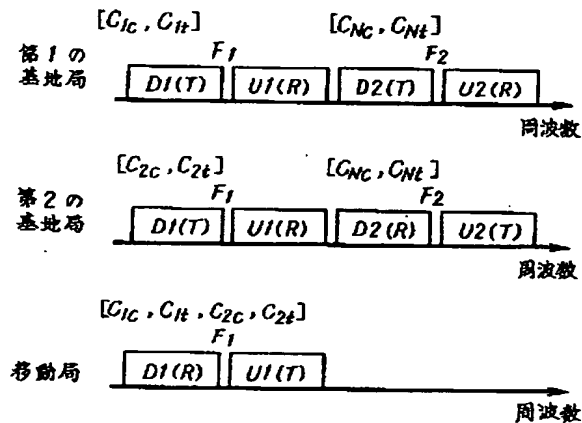 [C1c, C1t] [CNc, CNt]
第1の
基地局
F1 F2
D1(T) U1(R) D2(T) U2(R)
周波数
[C2c, C2t] [CNc, CNt]
第2の
基地局
F1 F2
D1(T) U1(R) D2(R) U2(T)
周波数
[C1c, C1t, C2c, C2t]
F1
移動局 D1(R) U1(T)
周波数